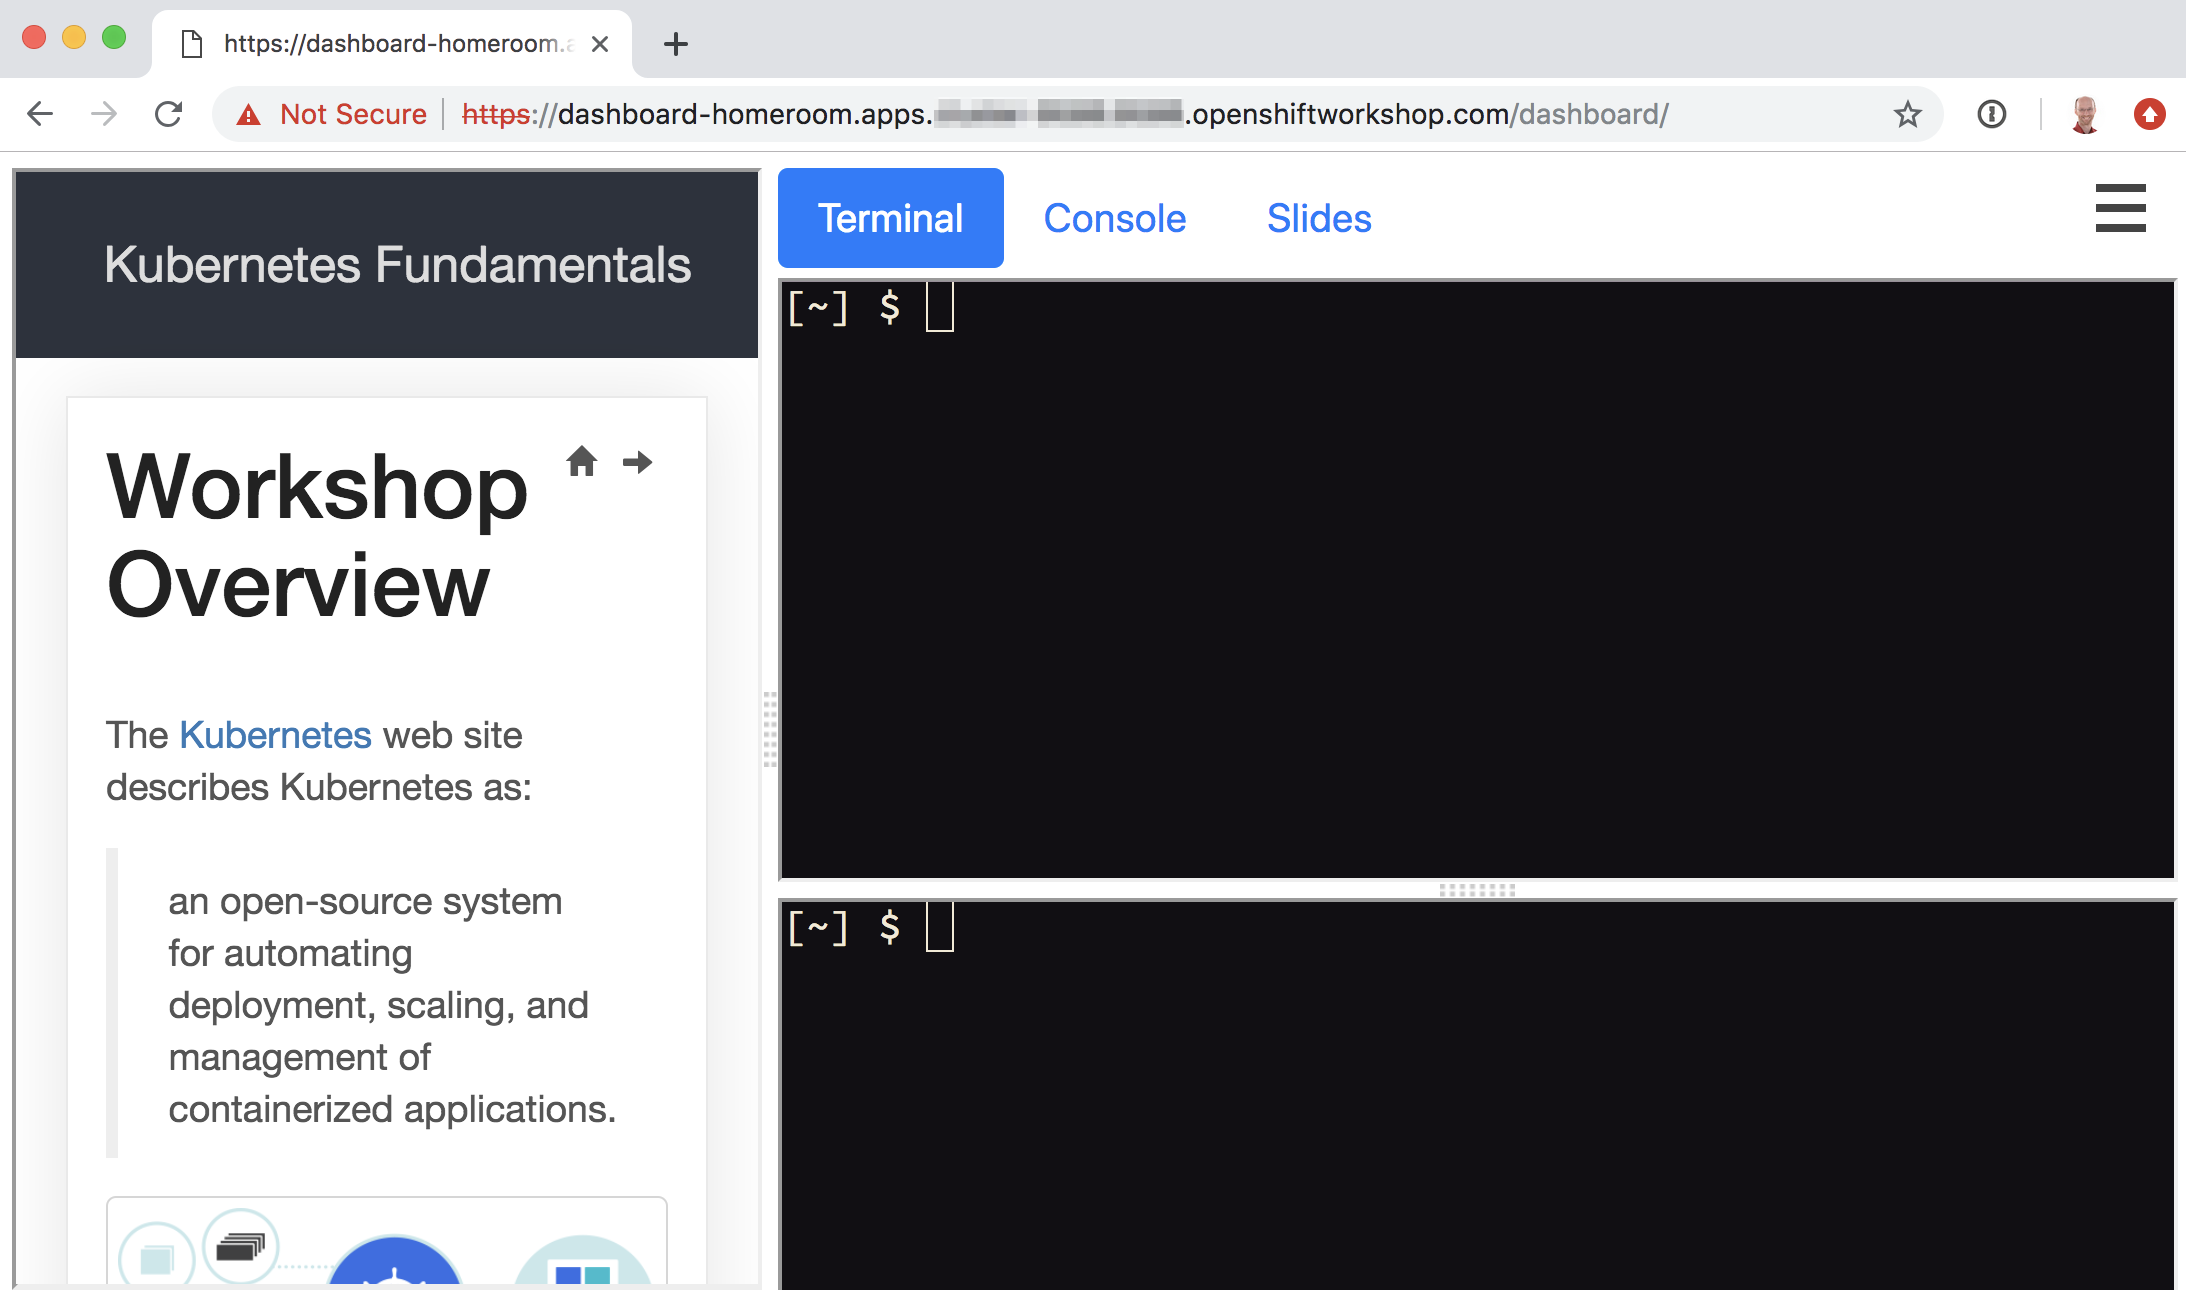 https://dashboard-homeroom.a
Not Secure https://dashboard-homeroom.apps. .openshiftworkshop.com/dashboard/
Kubernetes Fundamentals
Workshop
Overview
The Kubernetes web site
describes Kubernetes as:
an open-source system
for automating
deployment, scaling, and
management of
containerized applications.
Terminal Console Slides
[~] $
[~] $